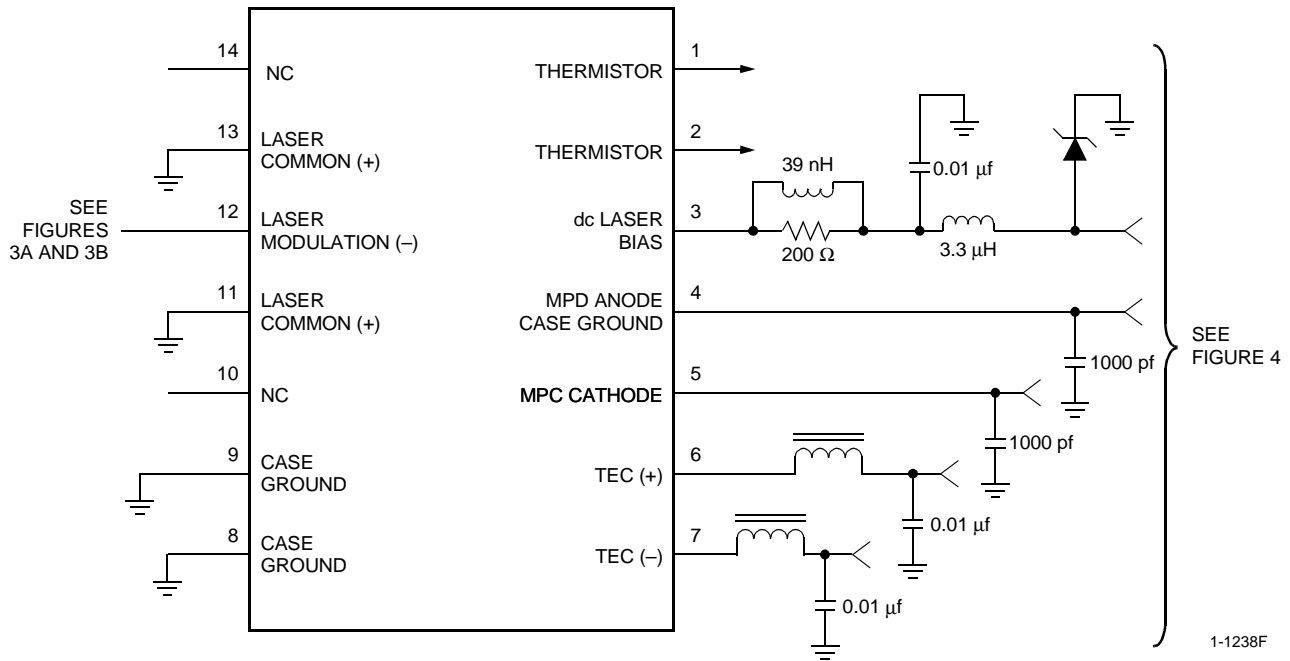 14
NC
13
LASER
COMMON (+)
SEE
FIGURES
3A AND 3B
12
LASER
MODULATION (–)
11
LASER
COMMON (+)
10
NC
9
CASE
GROUND
8
CASE
GROUND
1
THERMISTOR
2
THERMISTOR
3
dc LASER
BIAS
4
MPD ANODE
CASE GROUND
5
MPC CATHODE
6
TEC (+)
7
TEC (–)
39 nH
200 Ω
0.01 μf
3.3 μH
1000 pf
1000 pf
0.01 μf
0.01 μf
SEE
FIGURE 4
1-1238F